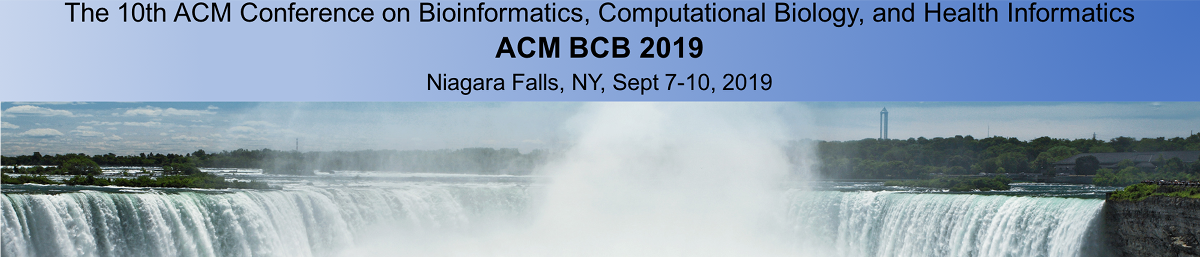 The 10th ACM Conference on Bioinformatics, Computational Biology, and Health Informatics
ACM BCB 2019
Niagara Falls, NY, Sept 7-10, 2019